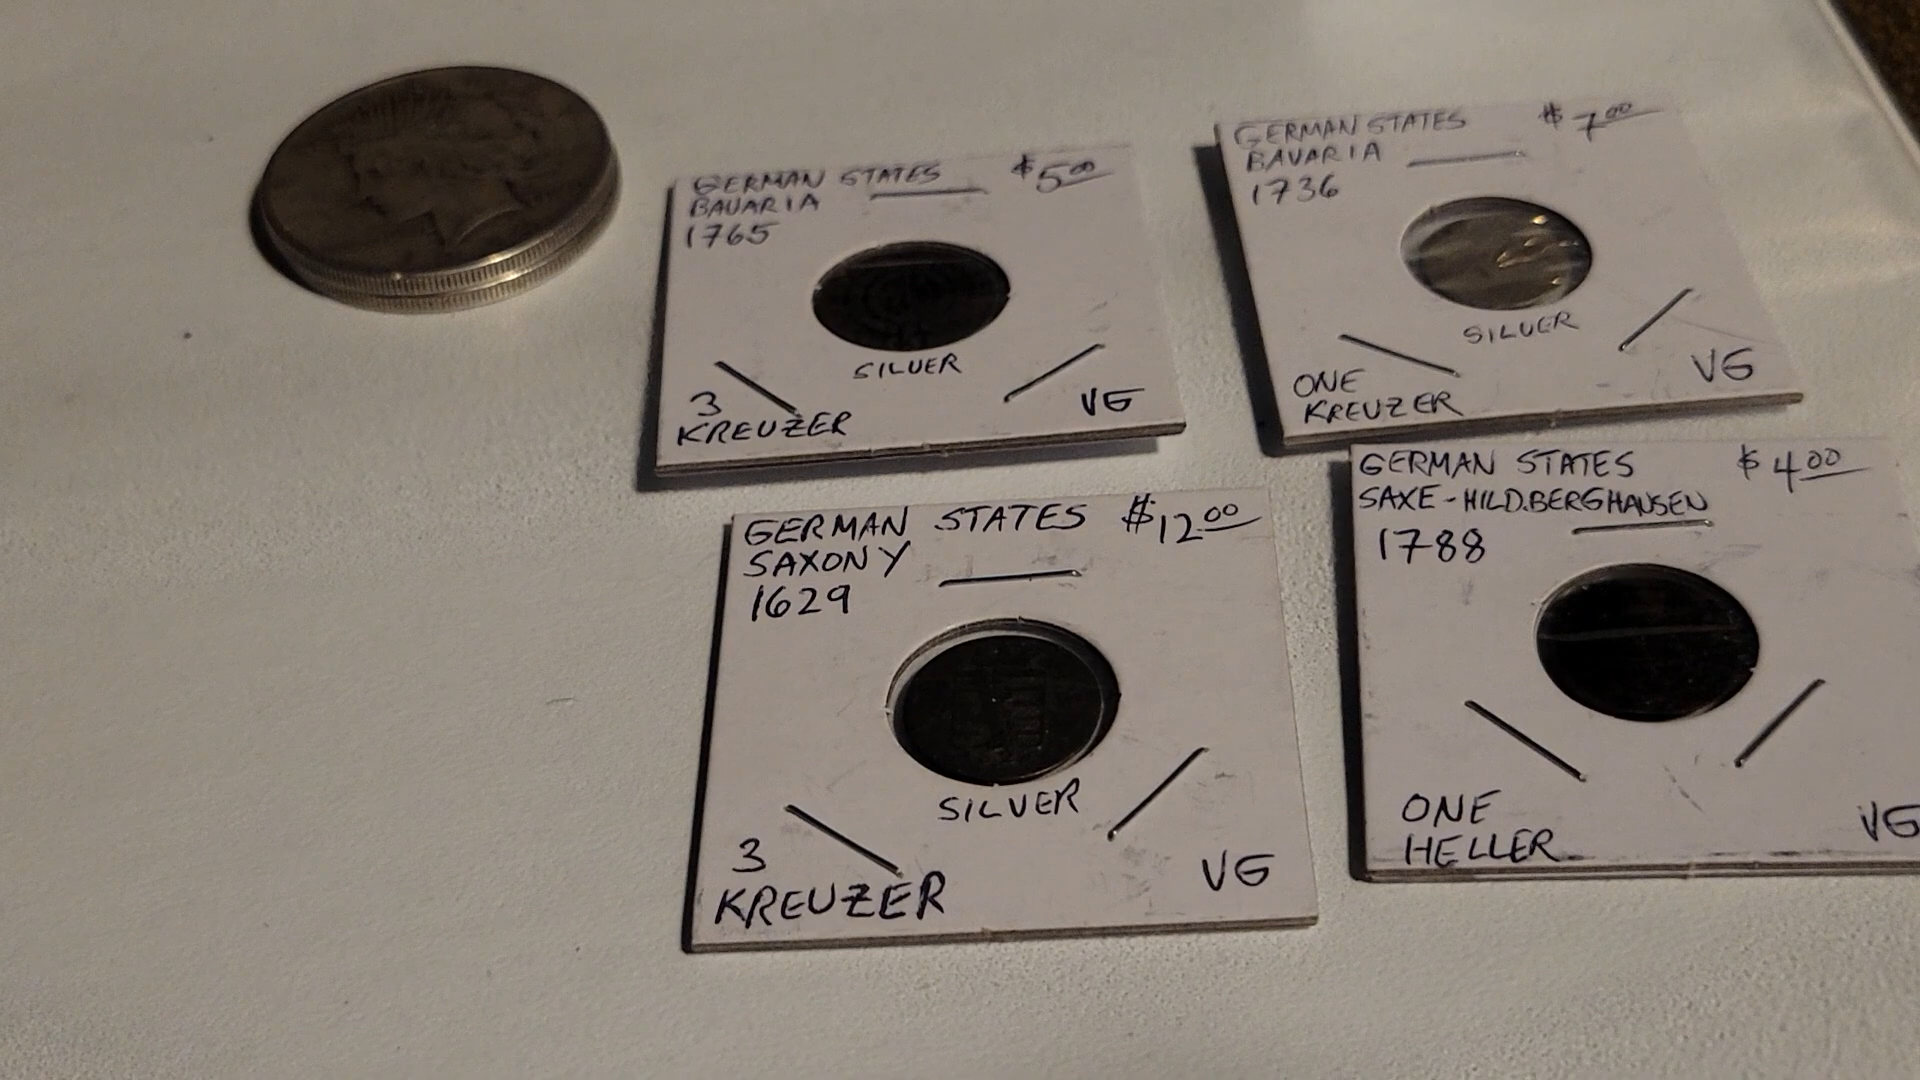 GERMAN STATES $5.00
BAVARIA
1765
SILVER
3
KREUZER
VG
GERMAN STATES $7.00
BAVARIA
1736
SILVER
ONE
KREUZER
VG
GERMAN STATES $12.00
SAXONY
1629
SILVER
3
KREUZER
VG
GERMAN STATES $4.00
SAXE-HILD.BERGHAUSEN
1788
ONE
HELLER
VG